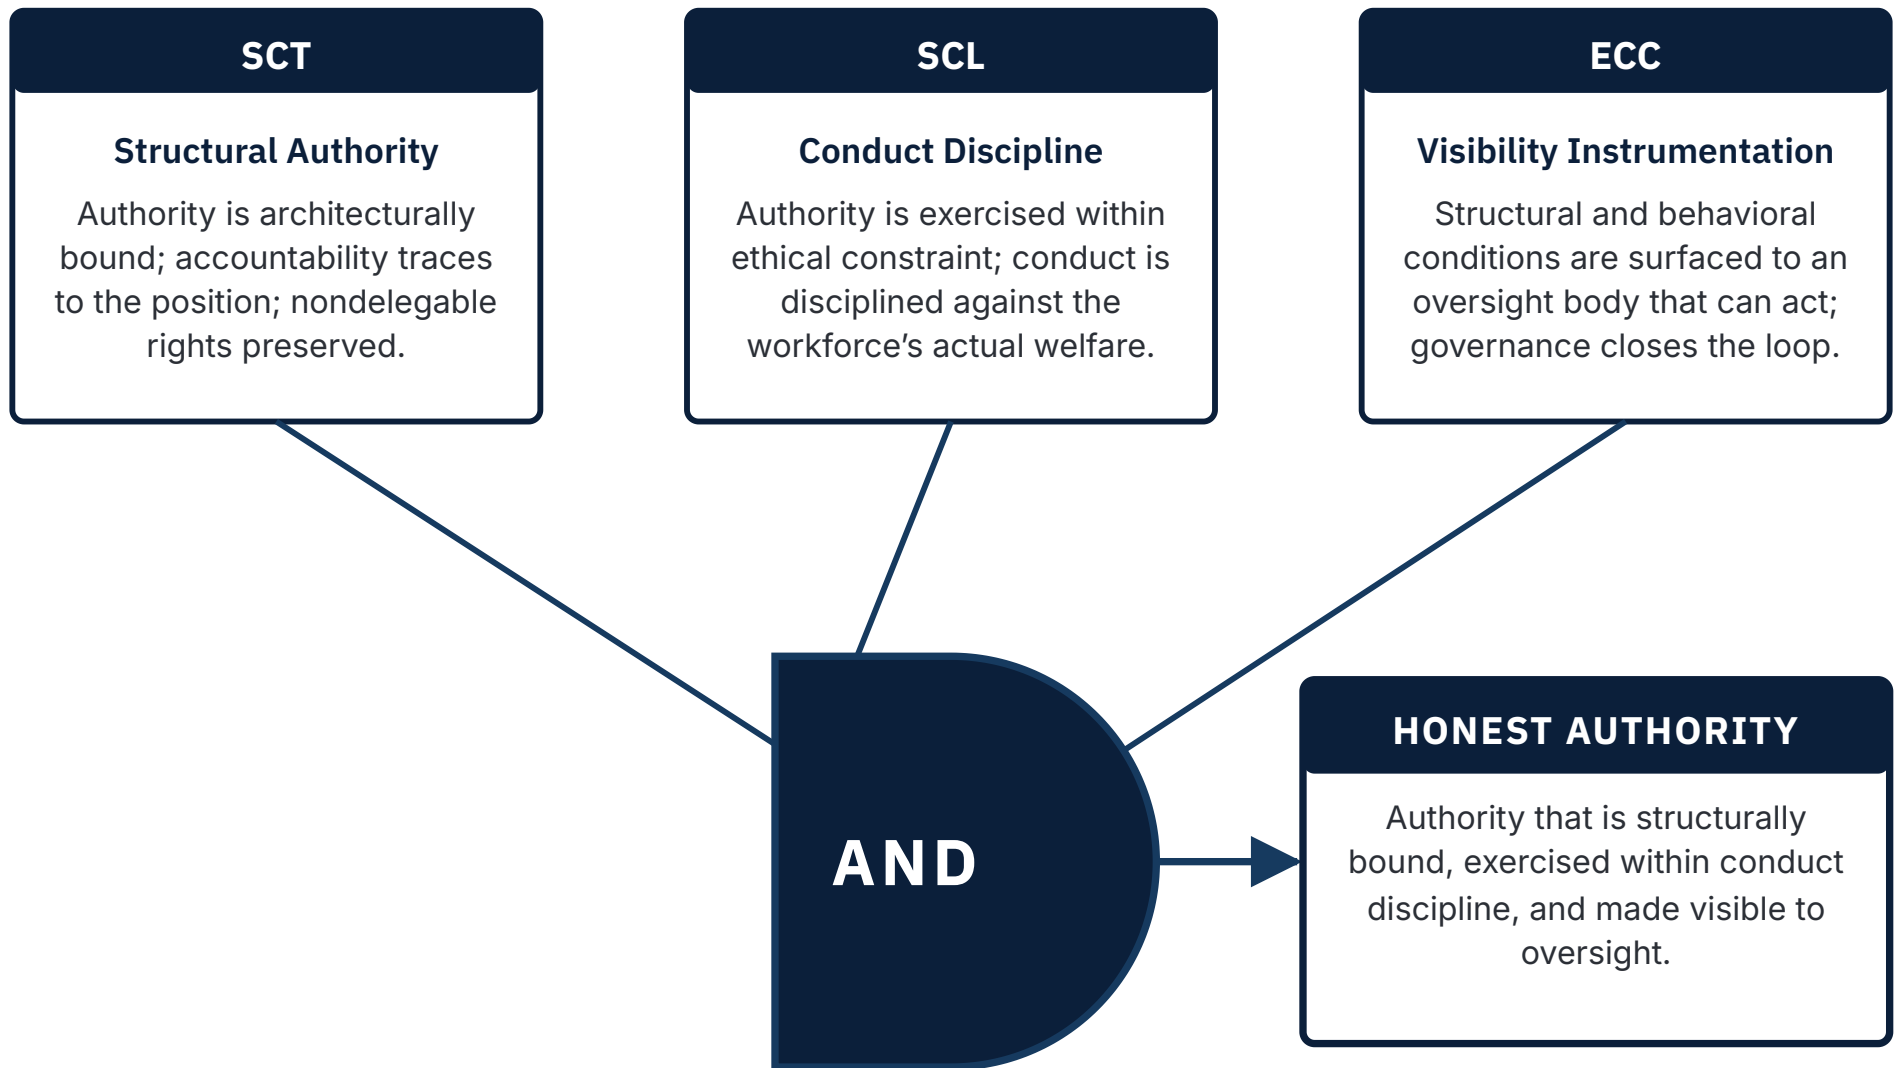 SCT
Structural Authority
Authority is architecturally
bound; accountability traces
to the position; nondelegable
rights preserved.
SCL
Conduct Discipline
Authority is exercised within
ethical constraint; conduct is
disciplined against the
workforce’s actual welfare.
ECC
Visibility Instrumentation
Structural and behavioral
conditions are surfaced to an
oversight body that can act;
governance closes the loop.
AND
HONEST AUTHORITY
Authority that is structurally
bound, exercised within conduct
discipline, and made visible to
oversight.